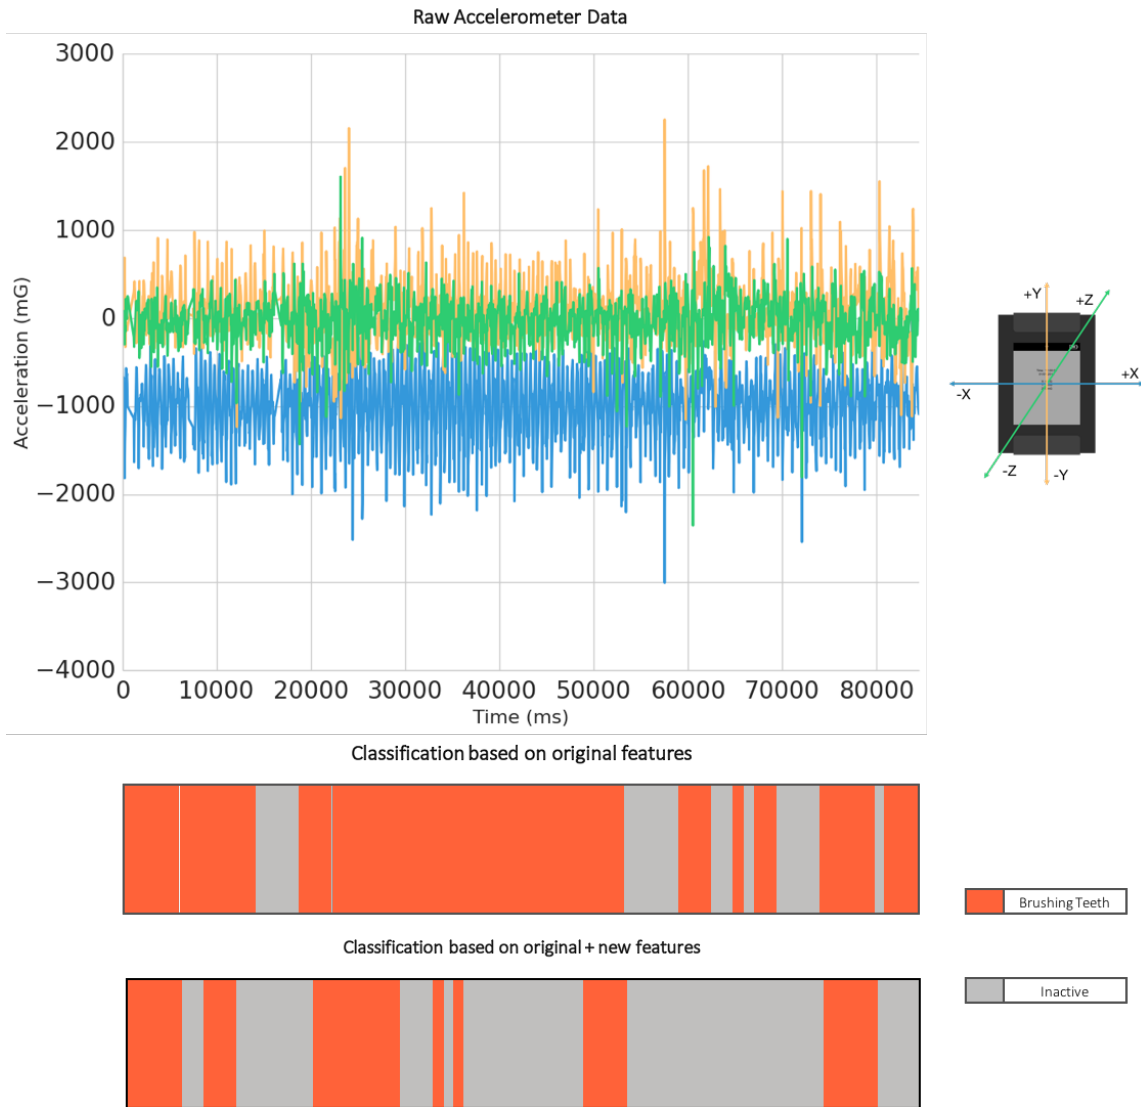 Raw Accelerometer Data
3000
2000
1000
0
−1000
−2000
−3000
−4000
Acceleration (mG)
0 10000 20000 30000 40000 50000 60000 70000 80000
Time (ms)
+Y
+Z
+X
-X
-Z
-Y
Classification based on original features
Brushing Teeth
Classification based on original + new features
Inactive